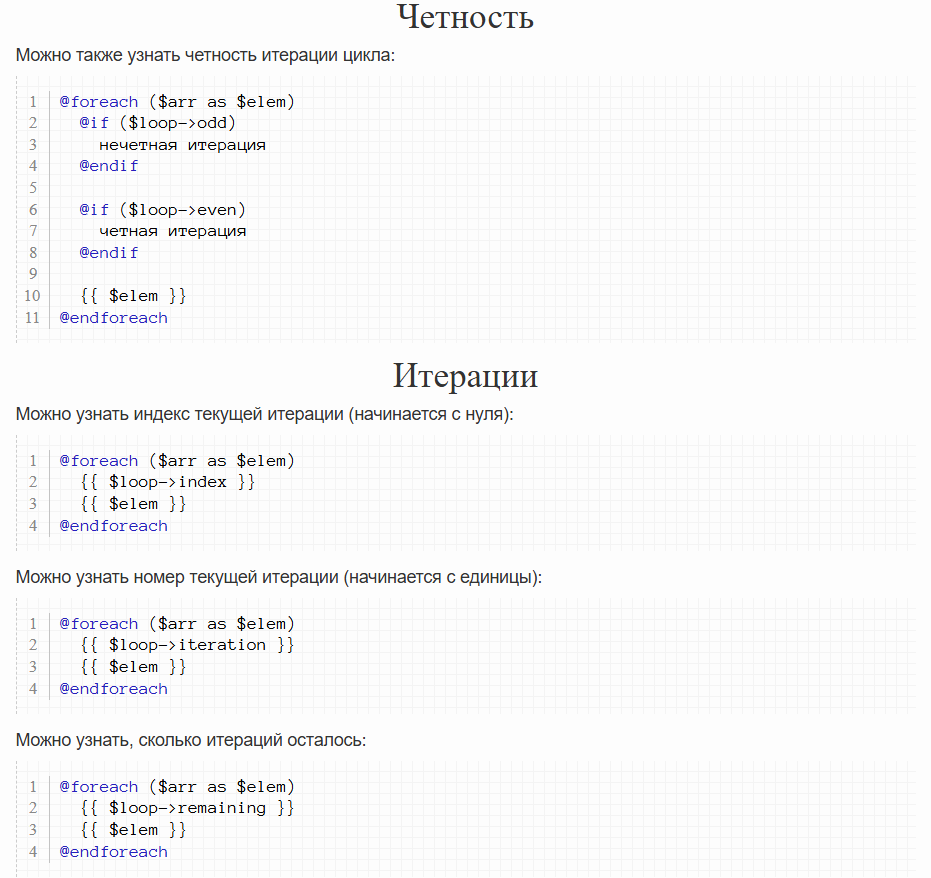 Четность
Можно также узнать четность итерации цикла:
1 @foreach ($arr as $elem)
2 @if ($loop->odd)
3 нечетная итерация
4 @endif
5
6 @if ($loop->even)
7 четная итерация
8 @endif
9
10 {{ $elem }}
11 @endforeach
Итерации
Можно узнать индекс текущей итерации (начинается с нуля):
1 @foreach ($arr as $elem)
2 {{ $loop->index }}
3 {{ $elem }}
4 @endforeach
Можно узнать номер текущей итерации (начинается с единицы):
1 @foreach ($arr as $elem)
2 {{ $loop->iteration }}
3 {{ $elem }}
4 @endforeach
Можно узнать, сколько итераций осталось:
1 @foreach ($arr as $elem)
2 {{ $loop->remaining }}
3 {{ $elem }}
4 @endforeach